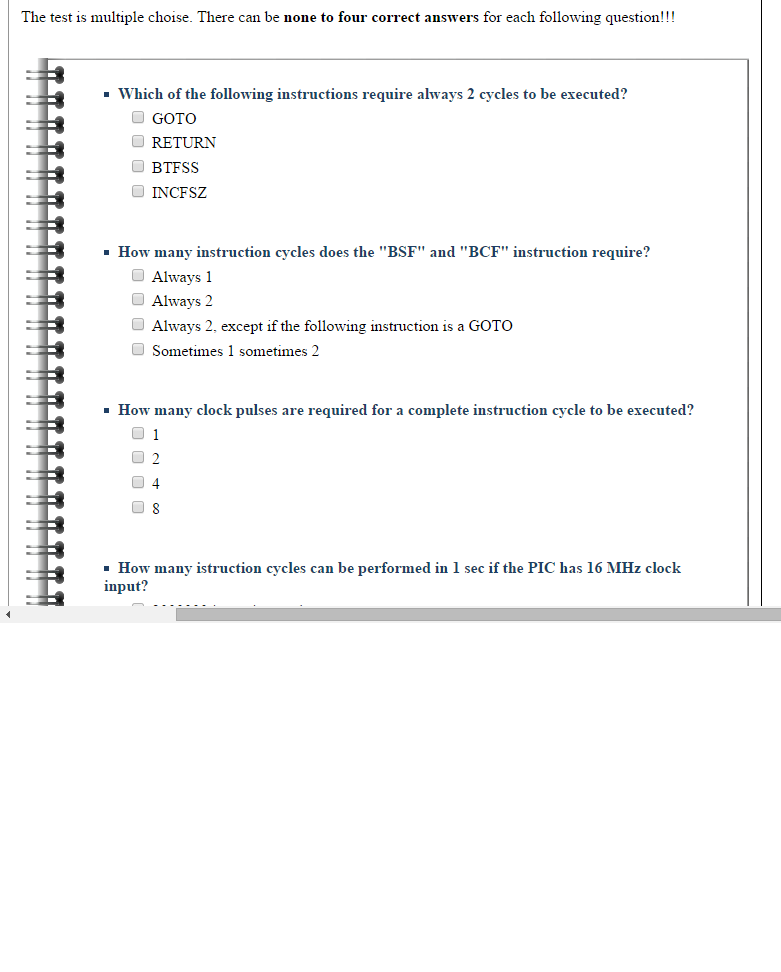 The test is multiple choise. There can be none to four correct answers for each following question!!!
Which of the following instructions require always 2 cycles to be executed?
GOTO
RETURN
BTFSS
INCFSZ
How many instruction cycles does the "BSF" and "BCF" instruction require?
Always 1
Always 2
Always 2, except if the following instruction is a GOTO
Sometimes 1 sometimes 2
How many clock pulses are required for a complete instruction cycle to be executed?
1
2
4
8
How many istruction cycles can be performed in 1 sec if the PIC has 16 MHz clock
input?